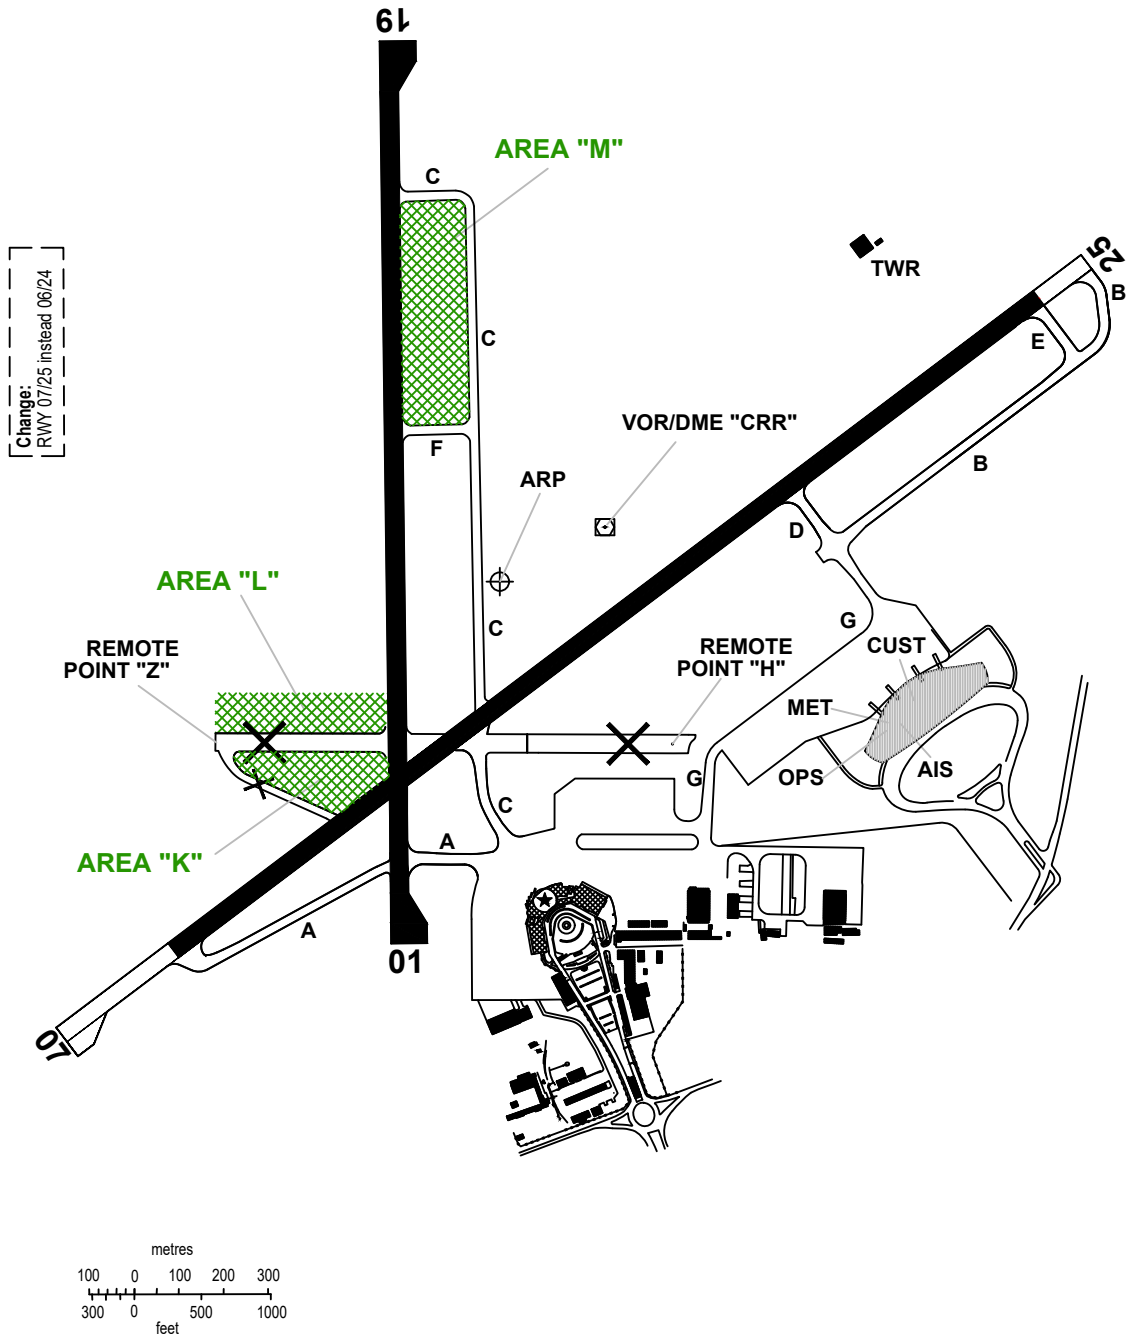 19
AREA "M"
C
TWR
25
B
Change:
RWY 07/25 instead 06/24
C
E
VOR/DME "CRR"
F
B
ARP
D
AREA "L"
G
C
REMOTE
POINT "Z"
REMOTE
POINT "H"
CUST
MET
OPS
AIS
G
C
A
AREA "K"
A
01
07
metres
100 0 100 200 300
300 0 500 1000
feet